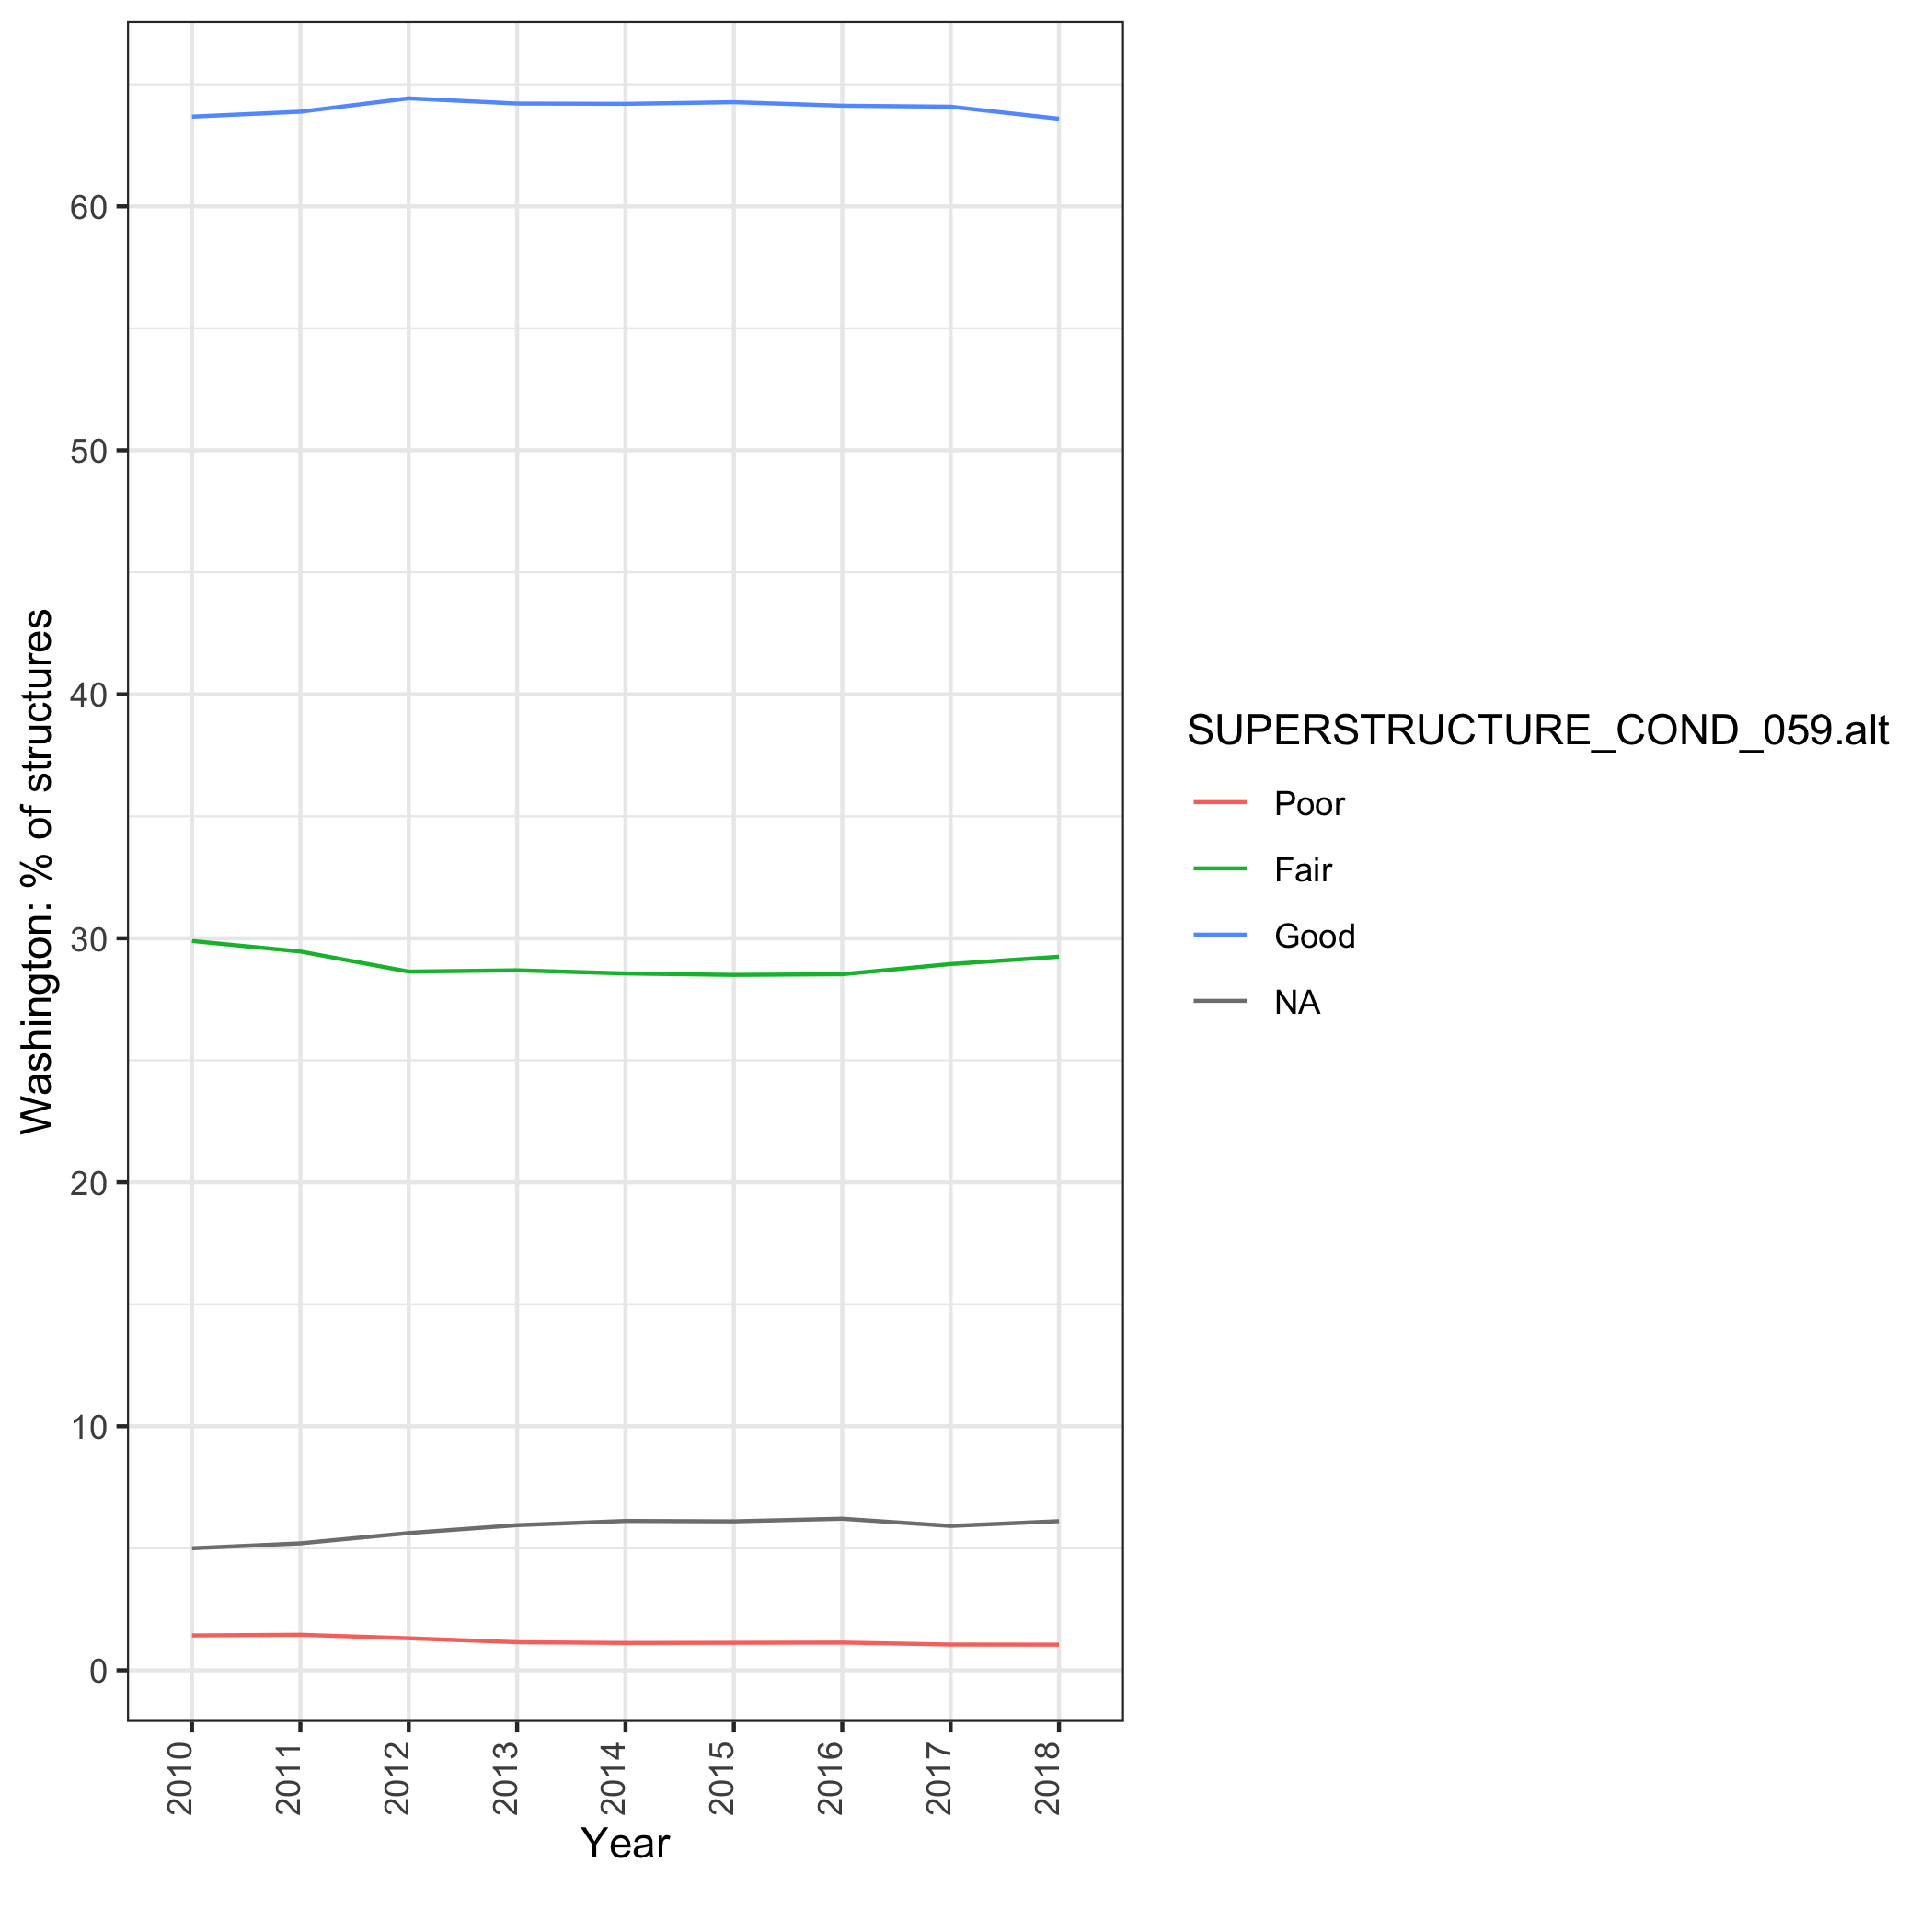 Washington: % of structures
60
50
40
30
20
10
0
2010
2011
2012
2013
2014
2015
2016
2017
2018
Year
SUPERSTRUCTURE_COND_059.alt
Poor
Fair
Good
NA